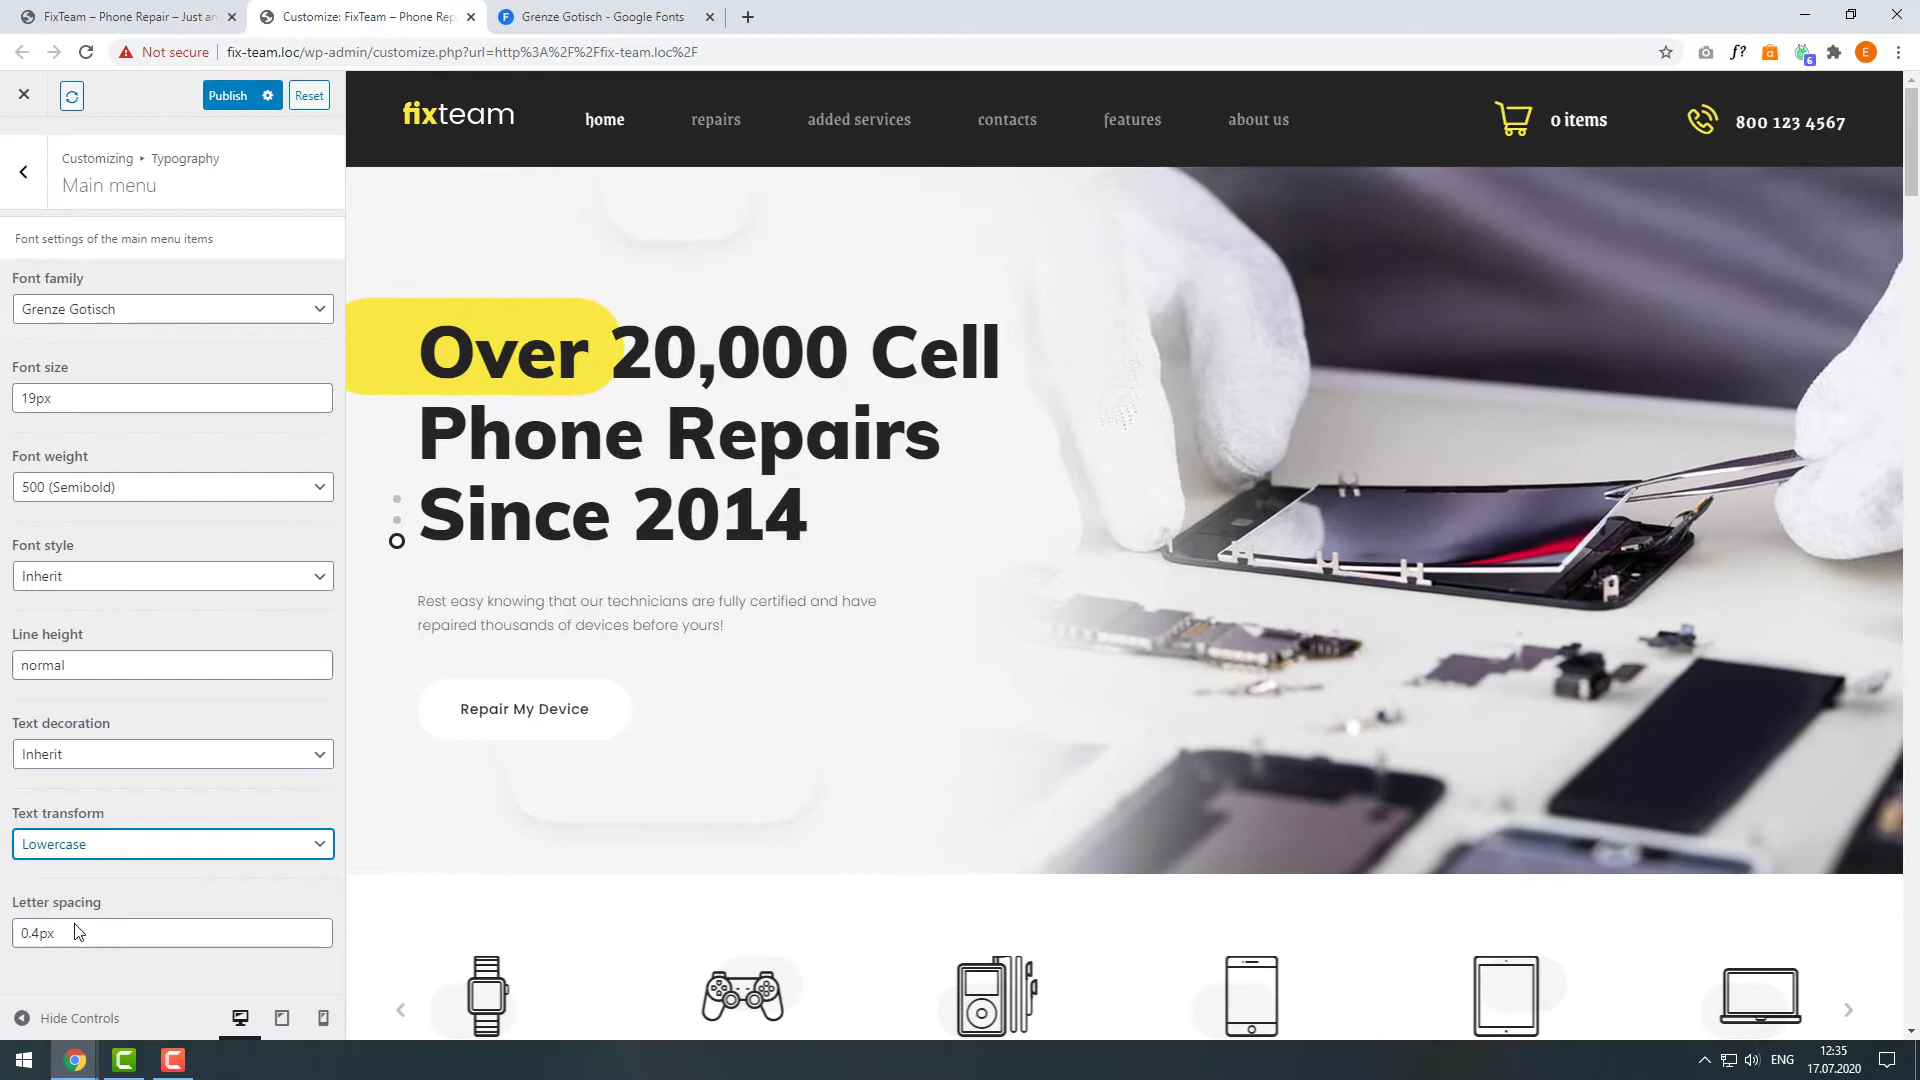 FixTeam – Phone Repair – Just an
Customize: FixTeam – Phone Rep
Grenze Gotisch - Google Fonts
Not secure
fix-team.loc/wp-admin/customize.php?url=http%3A%2F%2Ffix-team.loc%2F
f?
6
E
Publish
Reset
Customizing ▸ Typography
Main menu
Font settings of the main menu items
Font family
Grenze Gotisch
Font size
19px
Font weight
500 (Semibold)
Font style
Inherit
Line height
normal
Text decoration
Inherit
Text transform
Lowercase
Letter spacing
0.4px
Hide Controls
fixteam
home
repairs
added services
contacts
features
about us
0 items
800 123 4567
Over 20,000 Cell
Phone Repairs
Since 2014
Rest easy knowing that our technicians are fully certified and have
repaired thousands of devices before yours!
Repair My Device
ENG
12:35
17.07.2020